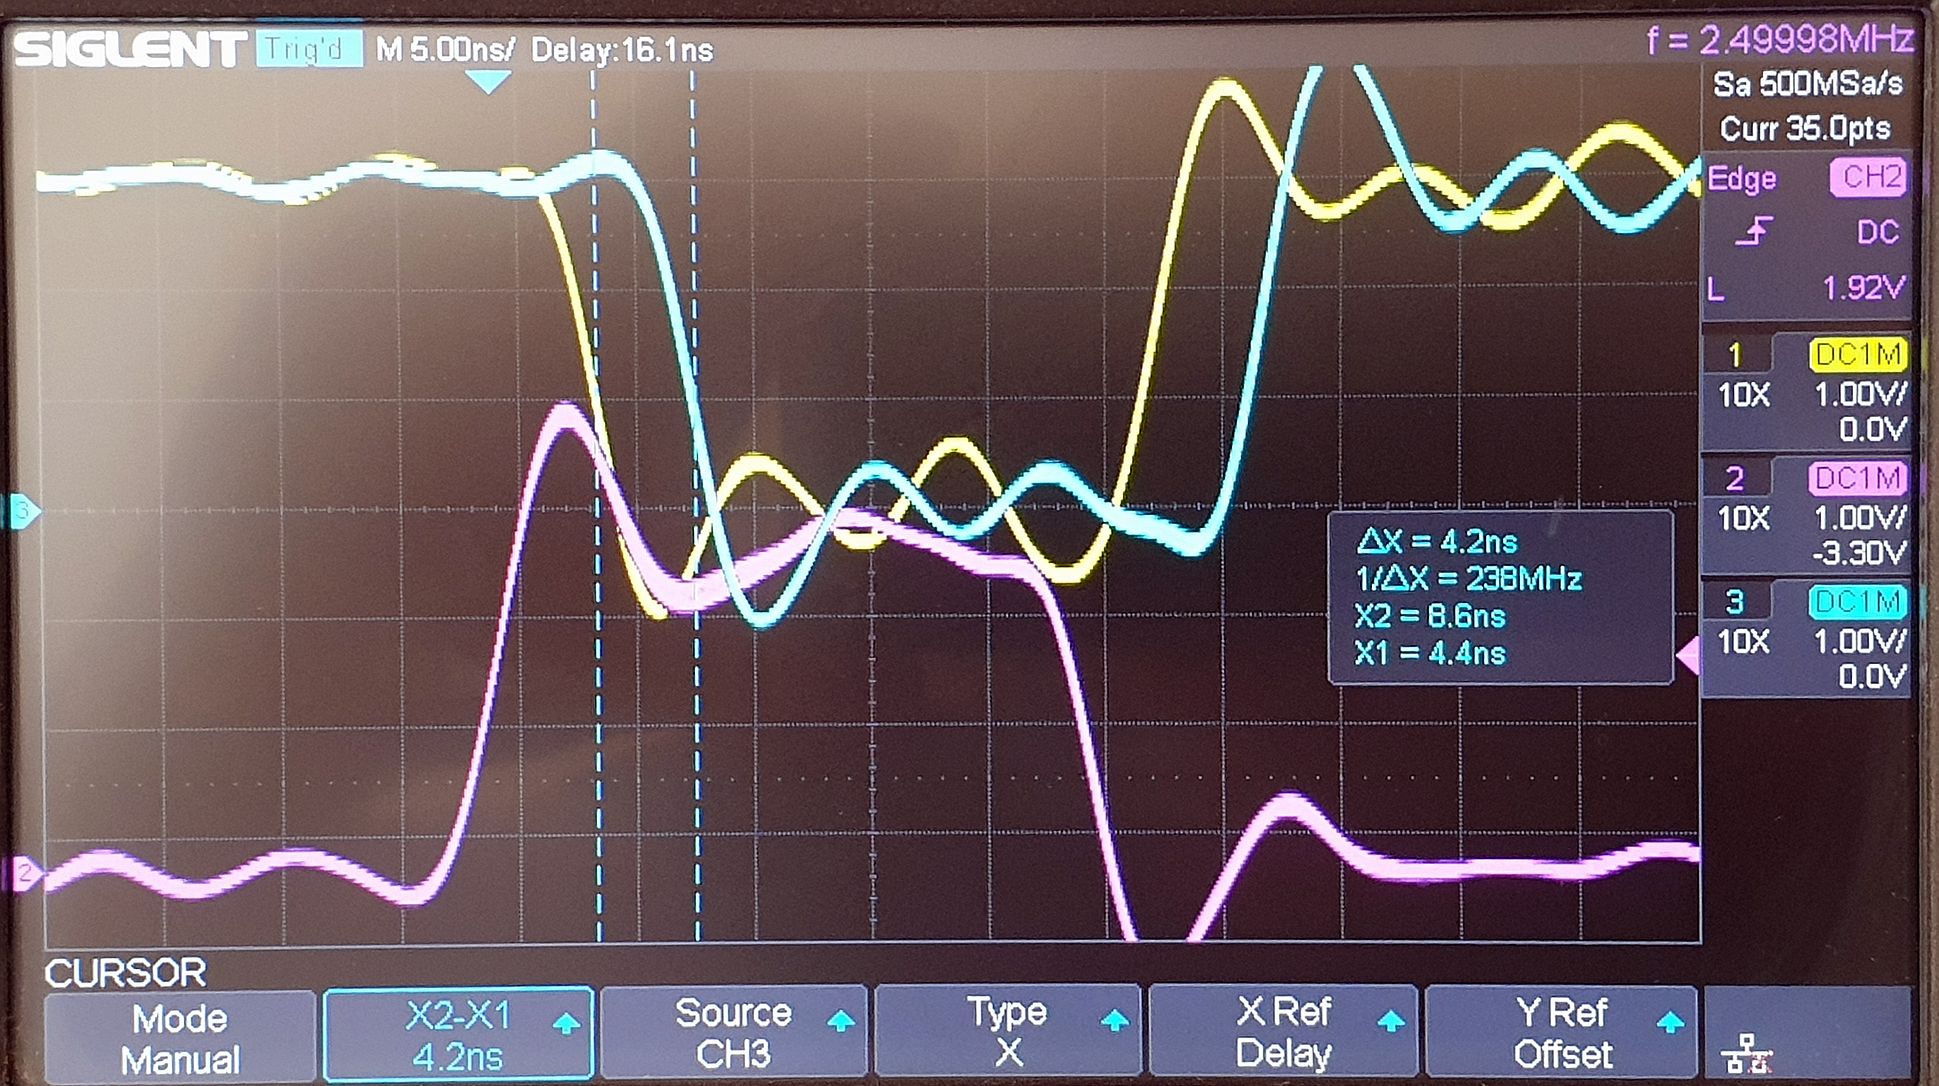 SIGLENT Trig'd M 5.00ns/ Delay:16.1ns
f = 2.49998MHz
Sa 500MSa/s
Curr 35.0pts
Edge CH2
DC
L 1.92V
1 DC1M
10X 1.00V/
0.0V
2 DC1M
10X 1.00V/
-3.30V
3 DC1M
10X 1.00V/
0.0V
3
2
ΔX = 4.2ns
1/ΔX = 238MHz
X2 = 8.6ns
X1 = 4.4ns
CURSOR
Mode
Manual
X2-X1
4.2ns
Source
CH3
Type
X
X Ref
Delay
Y Ref
Offset